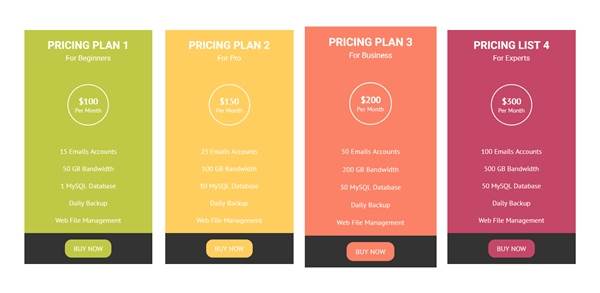 PRICING PLAN 1
For Beginners
$100
Per Month
15 Emails Accounts
50 GB Bandwidth
1 MySQL Database
Daily Backup
Web File Management
BUY NOW
PRICING PLAN 2
For Pro
$150
Per Month
25 Emails Accounts
100 GB Bandwidth
10 MySQL Database
Daily Backup
Web File Management
BUY NOW
PRICING PLAN 3
For Business
$200
Per Month
50 Emails Accounts
200 GB Bandwidth
50 MySQL Database
Daily Backup
Web File Management
BUY NOW
PRICING LIST 4
For Experts
$300
Per Month
100 Emails Accounts
500 GB Bandwidth
50 MySQL Database
Daily Backup
Web File Management
BUY NOW